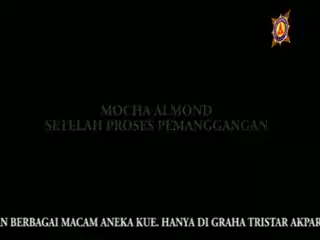 MOCHA ALMOND
SETELAH PROSES PEMANGGANGAN
N BERBAGAI MACAM ANEKA KUE. HANYA DI GRAHA TRISTAR AKPAR